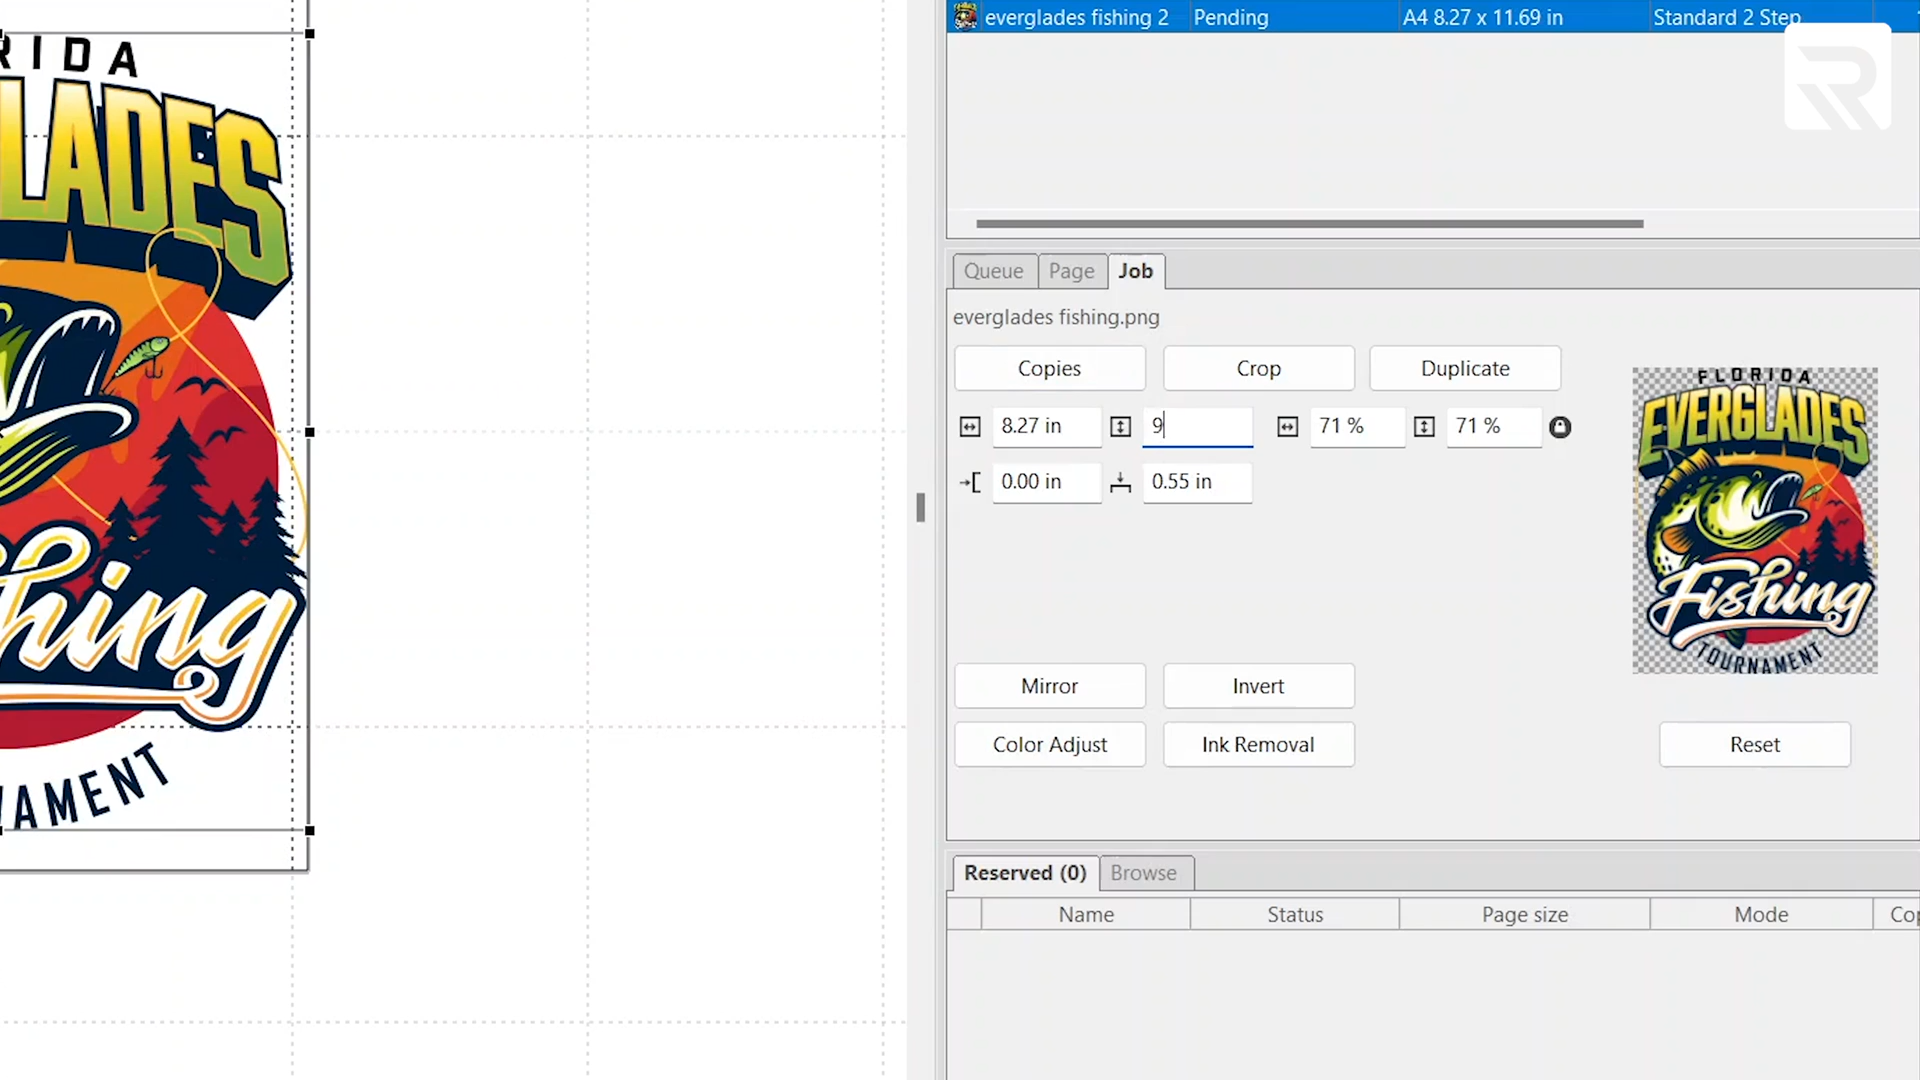 everglades fishing 2 Pending A4 8.27 x 11.69 in Standard 2 Step
R
RIDA
LADES
hing
NAMENT
Queue Page Job
everglades fishing.png
Copies Crop Duplicate
8.27 in 9 71 % 71 %
0.00 in 0.55 in
FLORIDA
EVERGLADES
Fishing
TOURNAMENT
Mirror Invert
Color Adjust Ink Removal Reset
Reserved (0) Browse
Name Status Page size Mode Cop